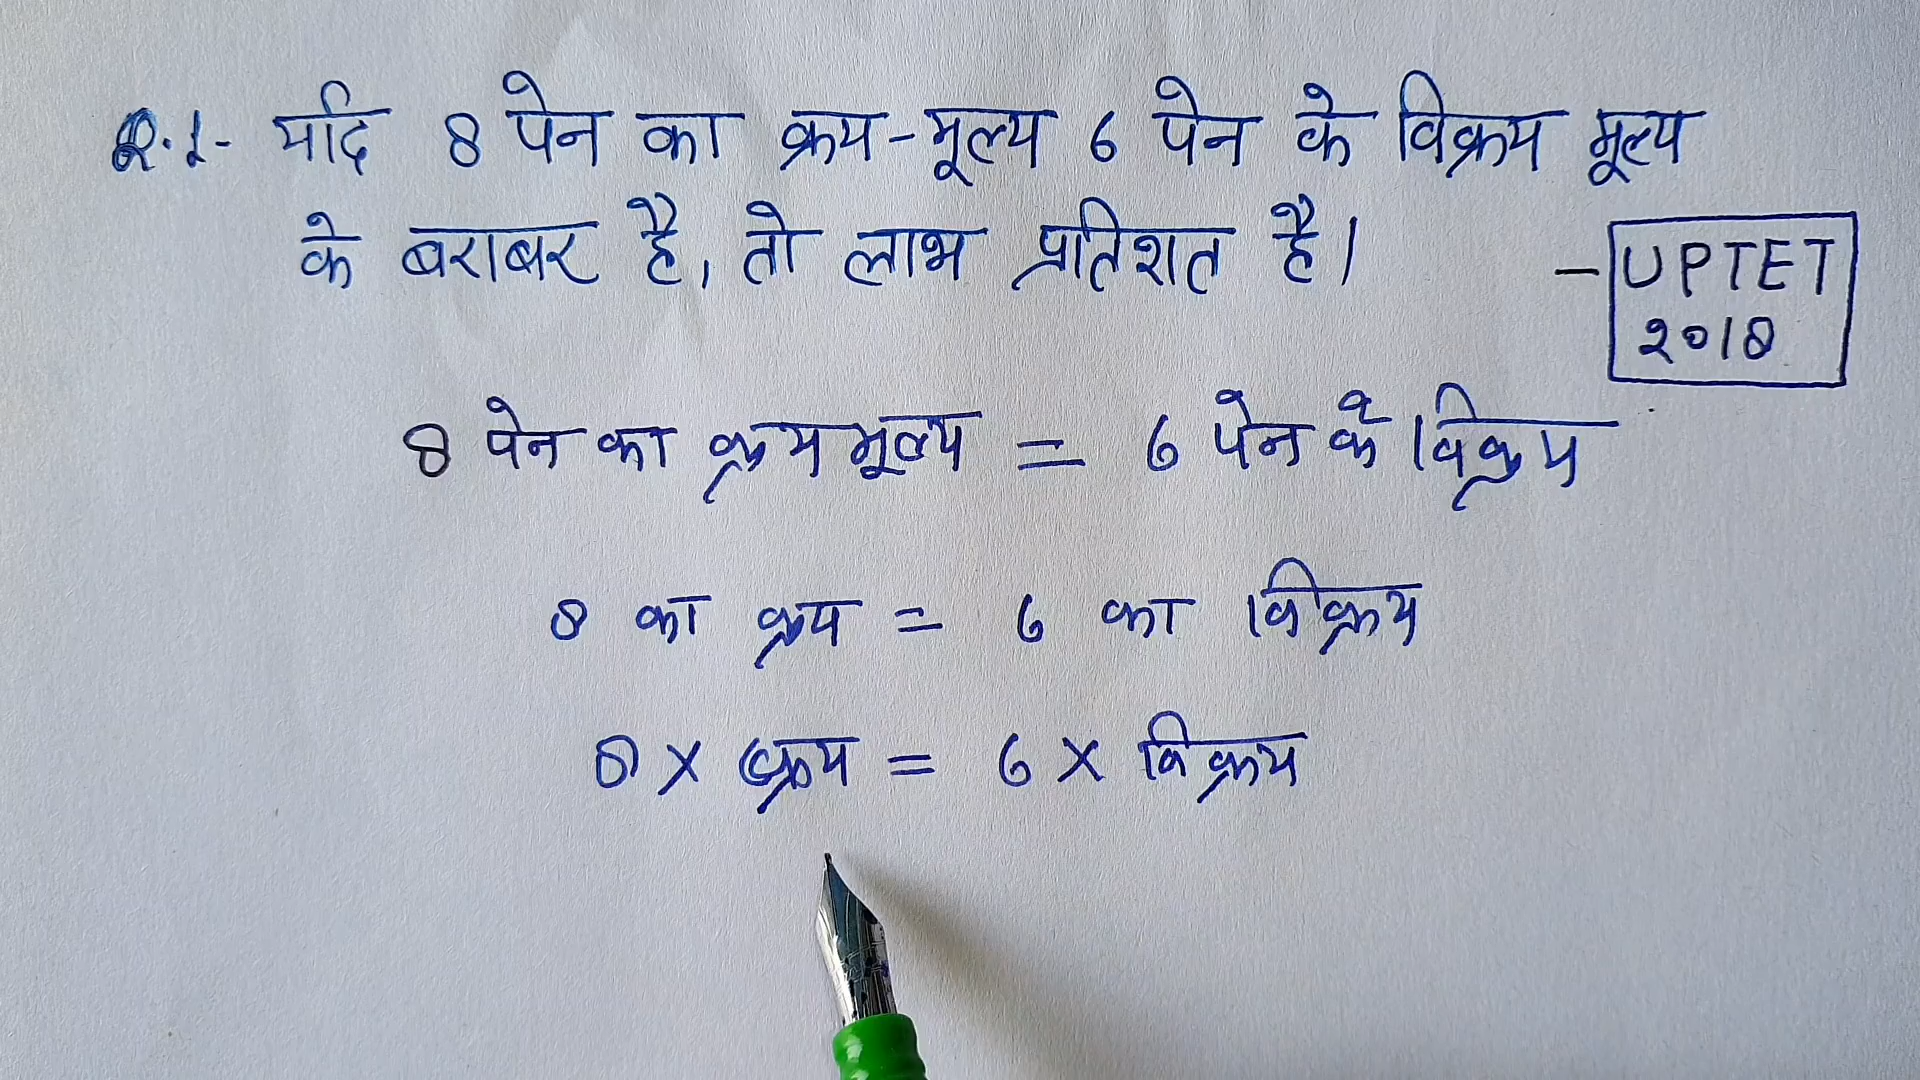 Q.1- यदि 8 पेन का क्रय-मूल्य 6 पेन के विक्रय मूल्य
के बराबर है, तो लाभ प्रतिशत है।
- UPTET
2018
8 पेन का क्रय मूल्य = 6 पेन के विक्रय
8 का क्रय = 6 का विक्रय
8 × क्रय = 6 × विक्रय